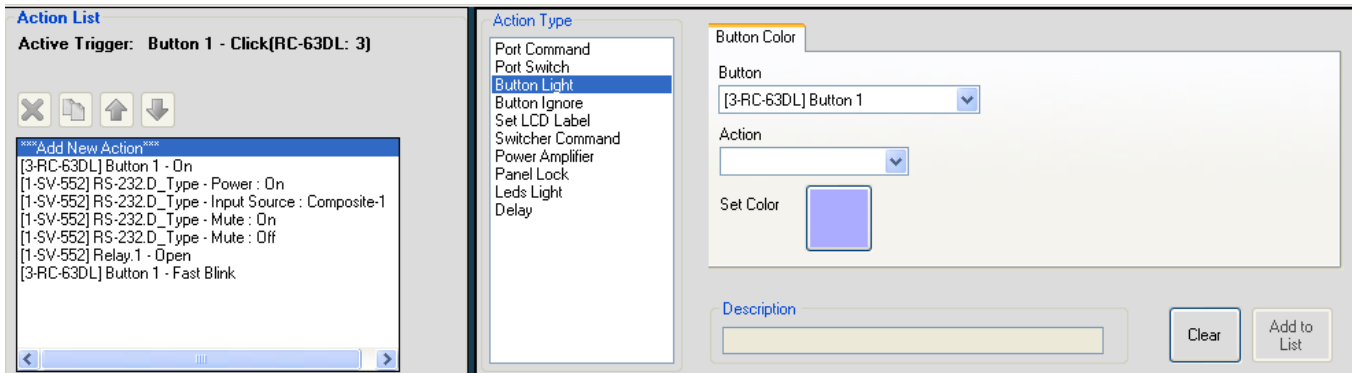 Action List
Active Trigger: Button 1 - Click(RC-63DL: 3)
***Add New Action***
[3-RC-63DL] Button 1 - On
[1-SV-552] RS-232.D_Type - Power : On
[1-SV-552] RS-232.D_Type - Input Source : Composite-1
[1-SV-552] RS-232.D_Type - Mute : On
[1-SV-552] RS-232.D_Type - Mute : Off
[1-SV-552] Relay.1 - Open
[3-RC-63DL] Button 1 - Fast Blink
Action Type
Port Command
Port Switch
Button Light
Button Ignore
Set LCD Label
Switcher Command
Power Amplifier
Panel Lock
Leds Light
Delay
Button Color
Button
[3-RC-63DL] Button 1
Action
Set Color
Description
Clear
Add to
List